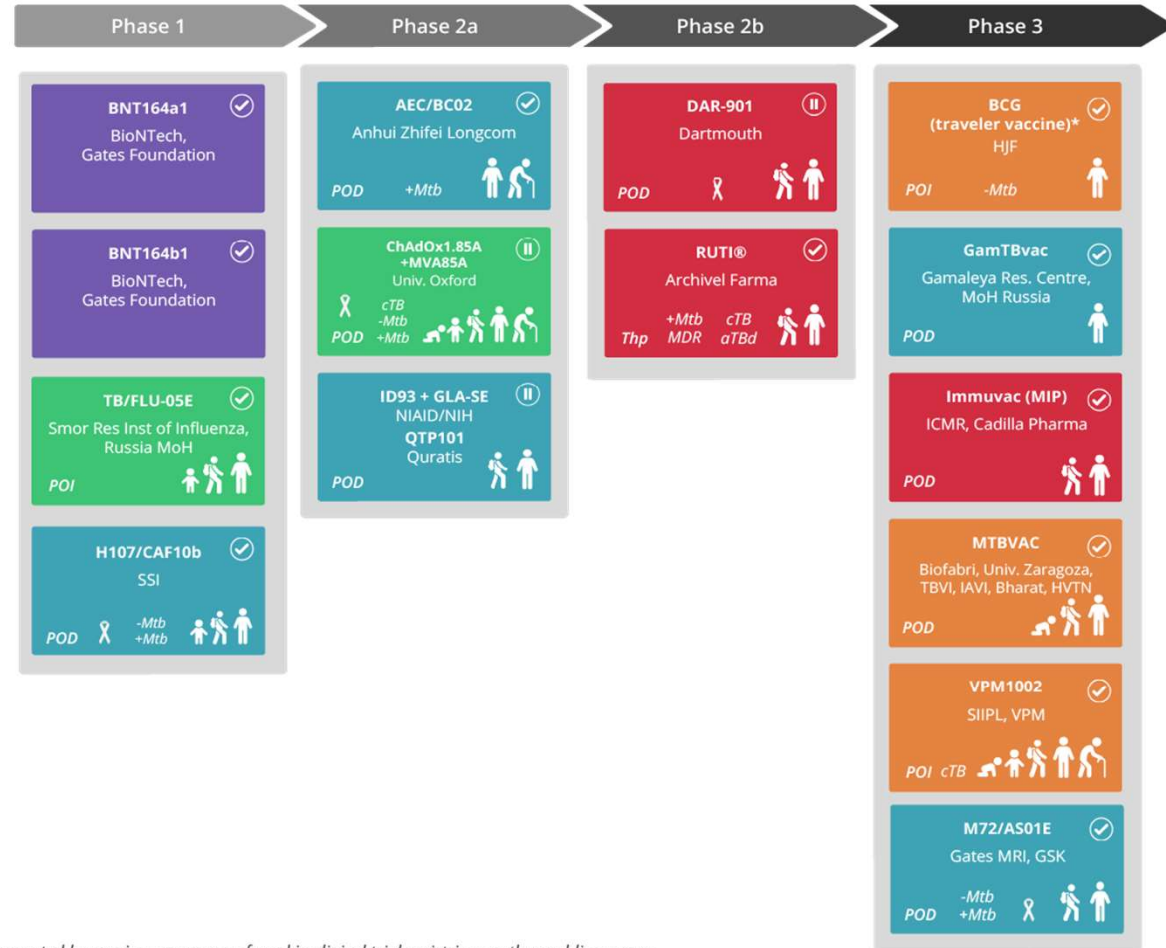 Phase 1
Phase 2a
Phase 2b
Phase 3
BNT164a1
BioNTech,
Gates Foundation
BNT164b1
BioNTech,
Gates Foundation
TB/FLU-05E
Smor Res Inst of Influenza,
Russia MoH
POI
H107/CAF10b
SSI
-Mtb
POD +Mtb
AEC/BC02
Anhui Zhifei Longcom
POD +Mtb
ChAdOx1.85A
+MVA85A
Univ. Oxford
cTB
-Mtb
POD +Mtb
ID93 + GLA-SE
NIAID/NIH
QTP101
Quratis
POD
DAR-901
Dartmouth
POD
RUTI®
Archivel Farma
+Mtb cTB
Thp MDR aTBd
BCG
(traveler vaccine)*
HJF
POI -Mtb
GamTBvac
Gamaleya Res. Centre,
MoH Russia
POD
Immuvac (MIP)
ICMR, Cadilla Pharma
POD
MTBVAC
Biofabri, Univ. Zaragoza,
TBVI, IAVI, Bharat, HVTN
POD
VPM1002
SIIPL, VPM
POI cTB
M72/AS01E
Gates MRI, GSK
-Mtb
POD +Mtb